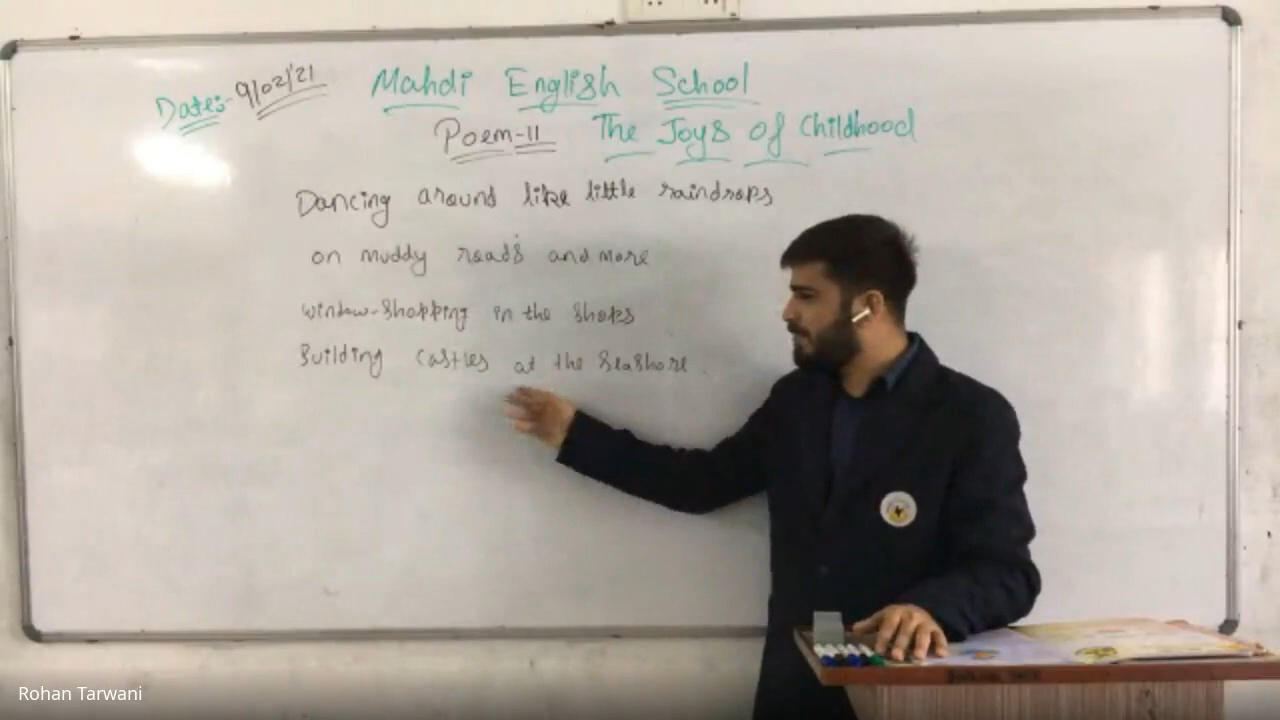 Date:- 9/02/21
Mahdi English School
Poem-11 The Joys of Childhood
Dancing around like little raindrops
on muddy roads and more
window-shopping in the shops
Building castles at the seashore.
Rohan Tarwani